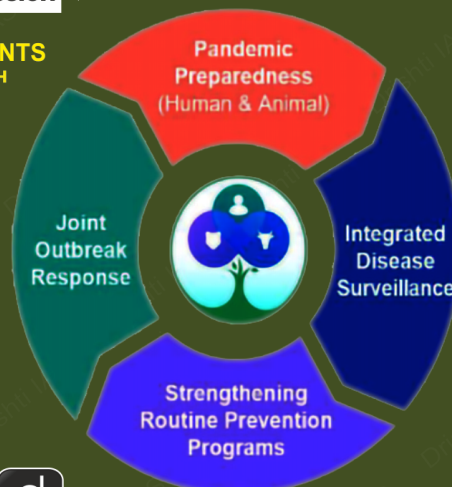 NTS
H
Pandemic
Preparedness
(Human & Animal)
Joint
Outbreak
Response
Integrated
Disease
Surveillance
Strengthening
Routine Prevention
Programs